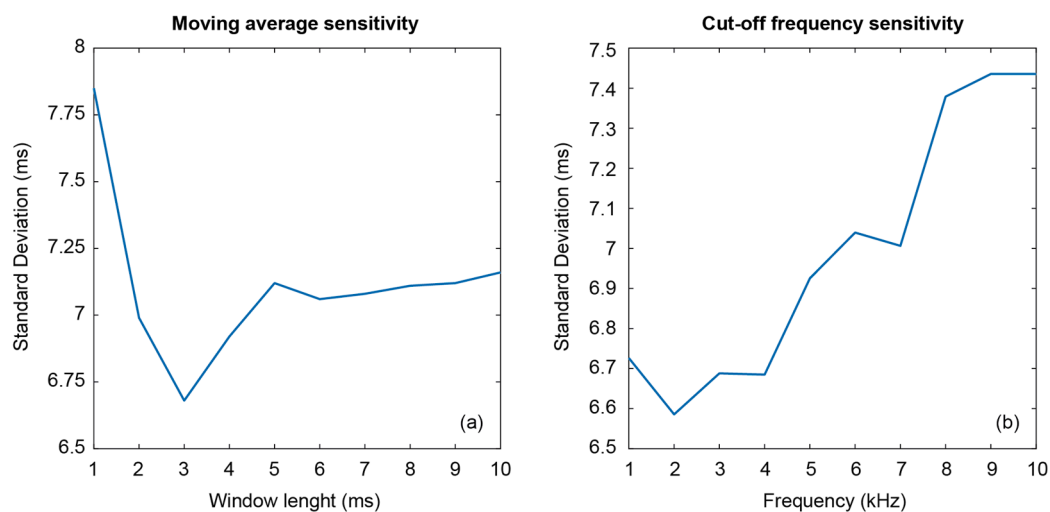 Moving average sensitivity
8
7.75
7.5
7.25
7
6.75
6.5
Standard Deviation (ms)
1 2 3 4 5 6 7 8 9 10
Window lenght (ms)
(a)
Cut-off frequency sensitivity
7.5
7.4
7.3
7.2
7.1
7
6.9
6.8
6.7
6.6
6.5
Standard Deviation (ms)
1 2 3 4 5 6 7 8 9 10
Frequency (kHz)
(b)